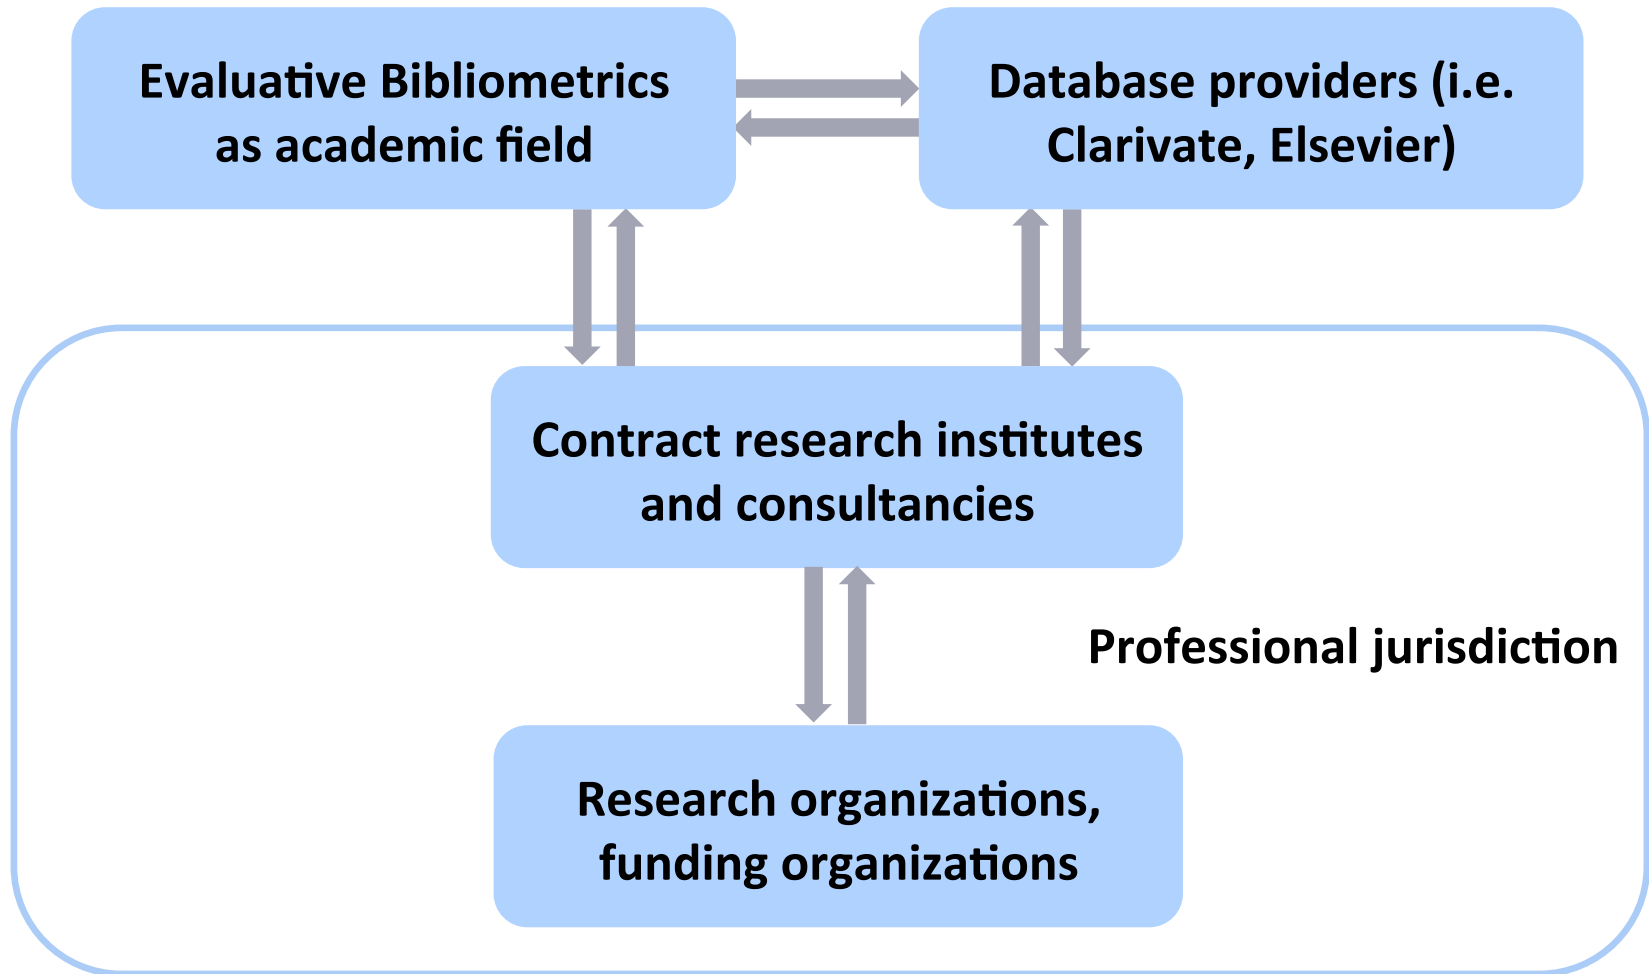 Evaluative Bibliometrics
as academic field
Database providers (i.e.
Clarivate, Elsevier)
Contract research institutes
and consultancies
Professional jurisdiction
Research organizations,
funding organizations